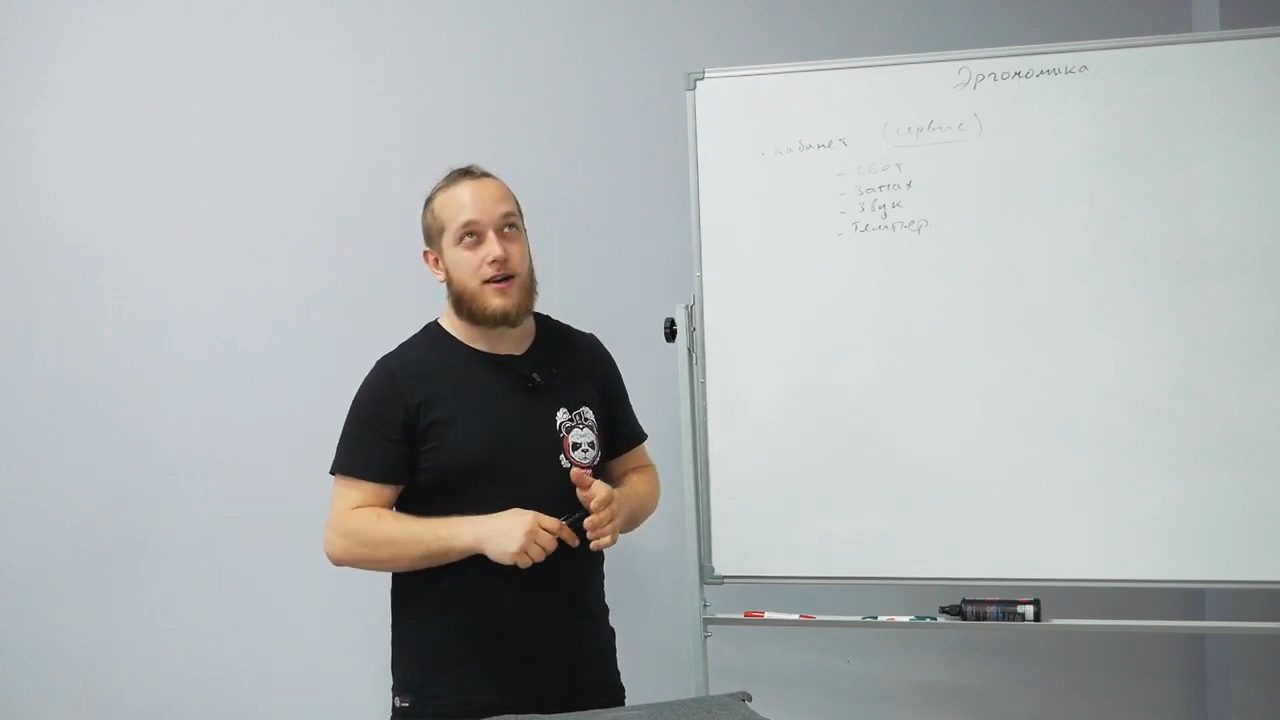 Эргономика
· кабинет (сервис)
- свет
- запах
- звук
- темпер.